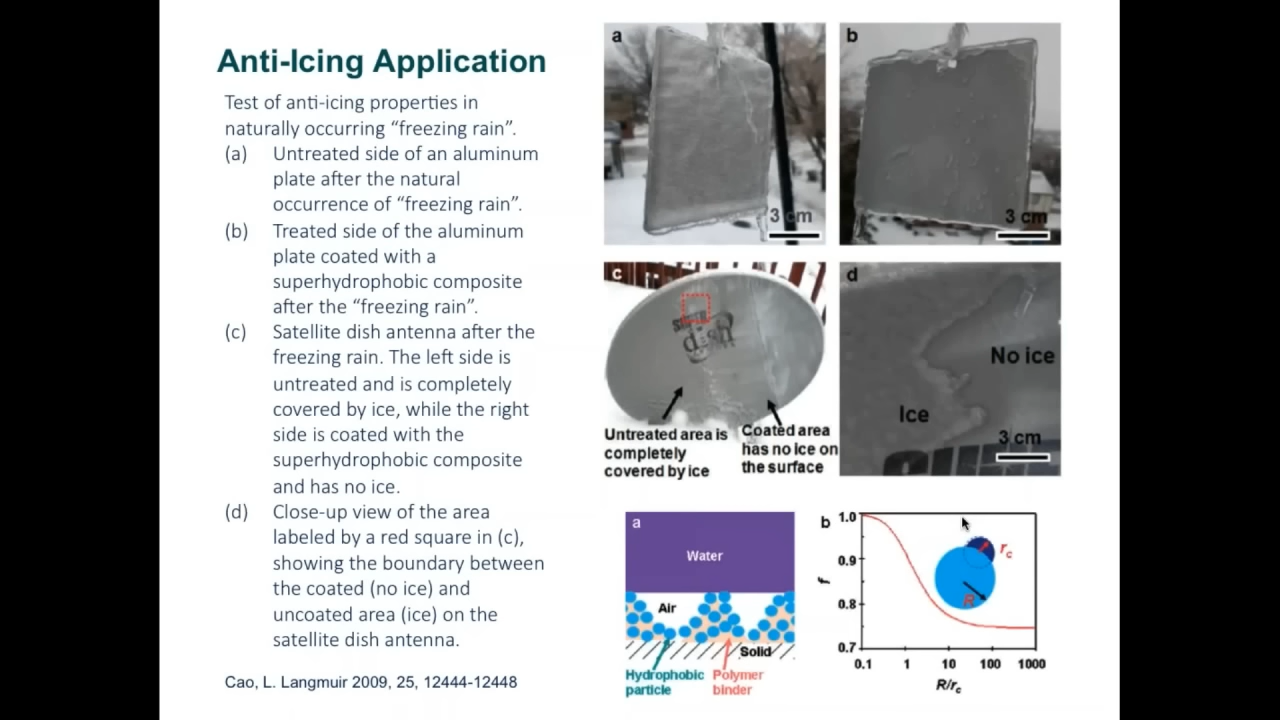 Anti-Icing Application
Test of anti-icing properties in
naturally occurring “freezing rain”.
(a) Untreated side of an aluminum
plate after the natural
occurrence of “freezing rain”.
(b) Treated side of the aluminum
plate coated with a
superhydrophobic composite
after the “freezing rain”.
(c) Satellite dish antenna after the
freezing rain. The left side is
untreated and is completely
covered by ice, while the right
side is coated with the
superhydrophobic composite
and has no ice.
(d) Close-up view of the area
labeled by a red square in (c),
showing the boundary between
the coated (no ice) and
uncoated area (ice) on the
satellite dish antenna.
Cao, L. Langmuir 2009, 25, 12444-12448
a
3 cm
b
3 cm
c
dish
Untreated area is
completely
covered by ice
Coated area
has no ice on
the surface
d
No ice
Ice
3 cm
a
Water
Air
Solid
Hydrophobic
particle
Polymer
binder
b
1.0
0.9
0.8
0.7
f
rc
R
0.1 1 10 100 1000
R/rc